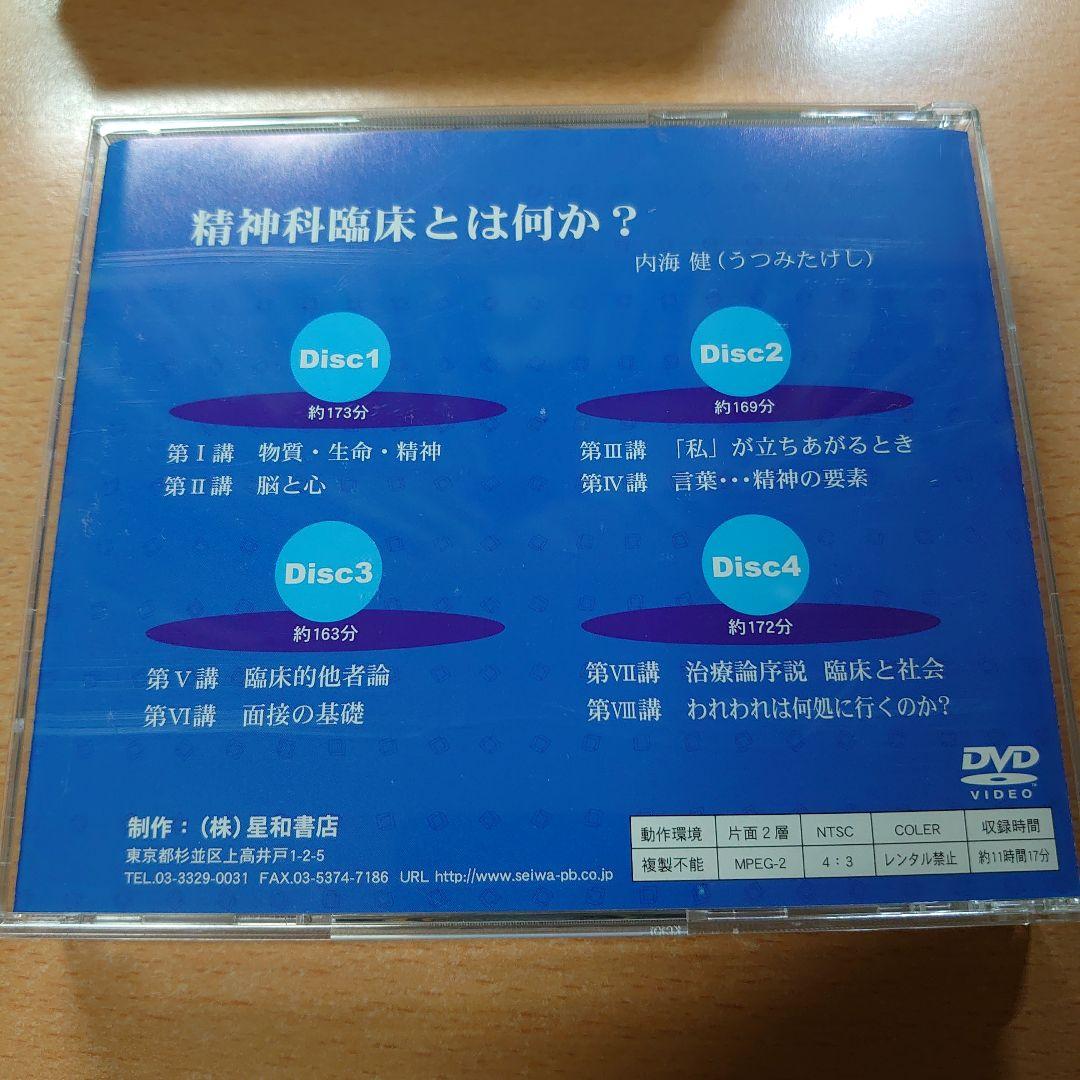 精神科臨床とは何か？
内海 健（うつみたけし）
Disc1
約173分
第Ⅰ講 物質・生命・精神
第Ⅱ講 脳と心
Disc2
約169分
第Ⅲ講 「私」が立ちあがるとき
第Ⅳ講 言葉･･･精神の要素
Disc3
約163分
第Ⅴ講 臨床的他者論
第Ⅵ講 面接の基礎
Disc4
約172分
第Ⅶ講 治療論序説 臨床と社会
第Ⅷ講 われわれは何処に行くのか?
DVD
VIDEO™
制作：（株）星和書店
東京都杉並区上高井戸1-2-5
TEL.03-3329-0031 FAX.03-5374-7186 URL http://www.seiwa-pb.co.jp
動作環境 片面２層 NTSC COLER 収録時間
複製不能 MPEG-2 4：3 レンタル禁止 約11時間17分